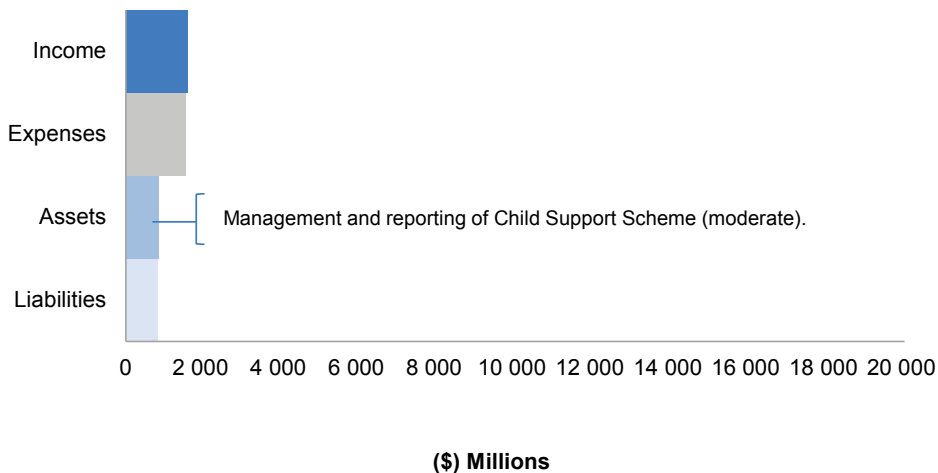 Income
Expenses
Assets
Management and reporting of Child Support Scheme (moderate).
Liabilities
0 2 000 4 000 6 000 8 000 10 000 12 000 14 000 16 000 18 000 20 000
($) Millions